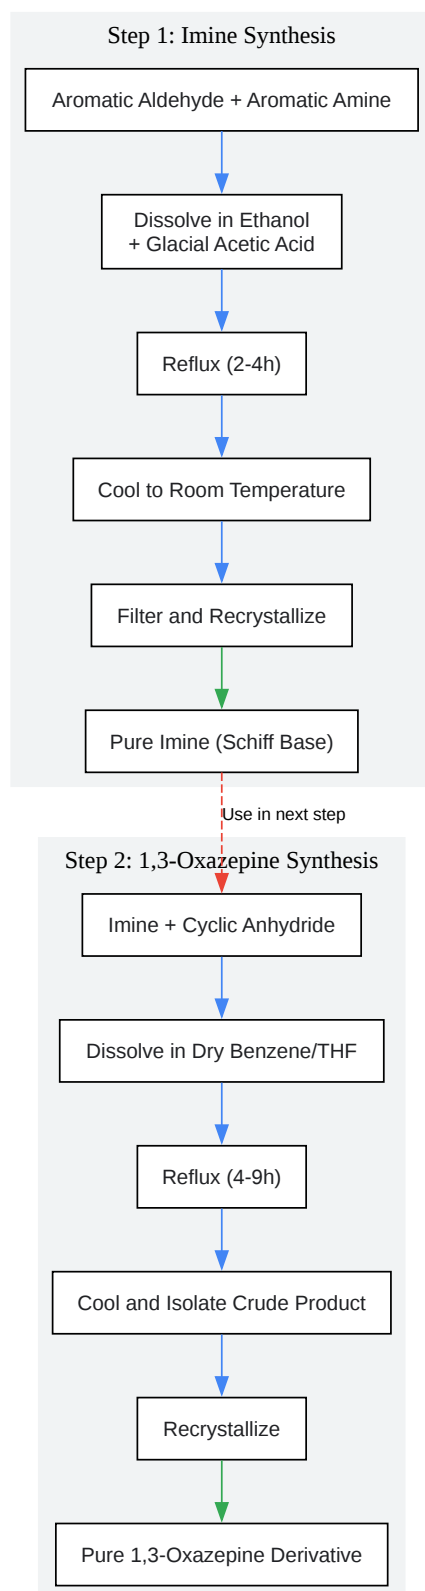 Step 1: Imine Synthesis
Aromatic Aldehyde + Aromatic Amine
Dissolve in Ethanol
+ Glacial Acetic Acid
Reflux (2-4h)
Cool to Room Temperature
Filter and Recrystallize
Pure Imine (Schiff Base)
Use in next step
Step 2: 1,3-Oxazepine Synthesis
Imine + Cyclic Anhydride
Dissolve in Dry Benzene/THF
Reflux (4-9h)
Cool and Isolate Crude Product
Recrystallize
Pure 1,3-Oxazepine Derivative